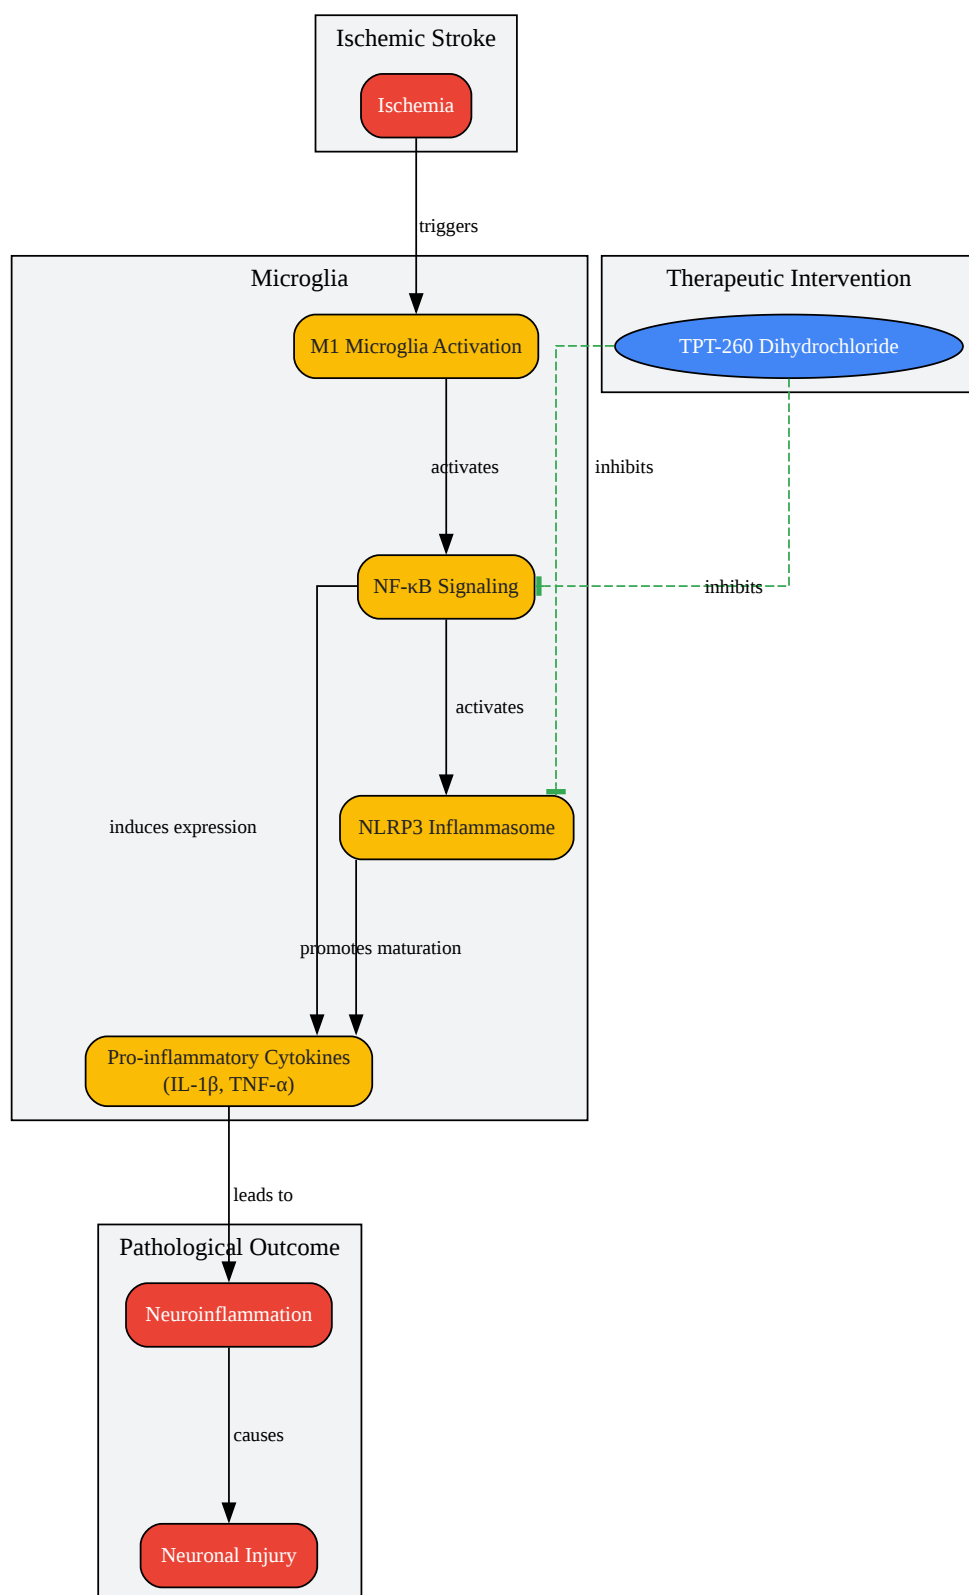 Ischemic Stroke
Ischemia
triggers
Microglia
Therapeutic Intervention
M1 Microglia Activation
TPT-260 Dihydrochloride
activates
inhibits
NF-κB Signaling
inhibits
activates
NLRP3 Inflammasome
induces expression
promotes maturation
Pro-inflammatory Cytokines
(IL-1β, TNF-α)
leads to
Pathological Outcome
Neuroinflammation
causes
Neuronal Injury